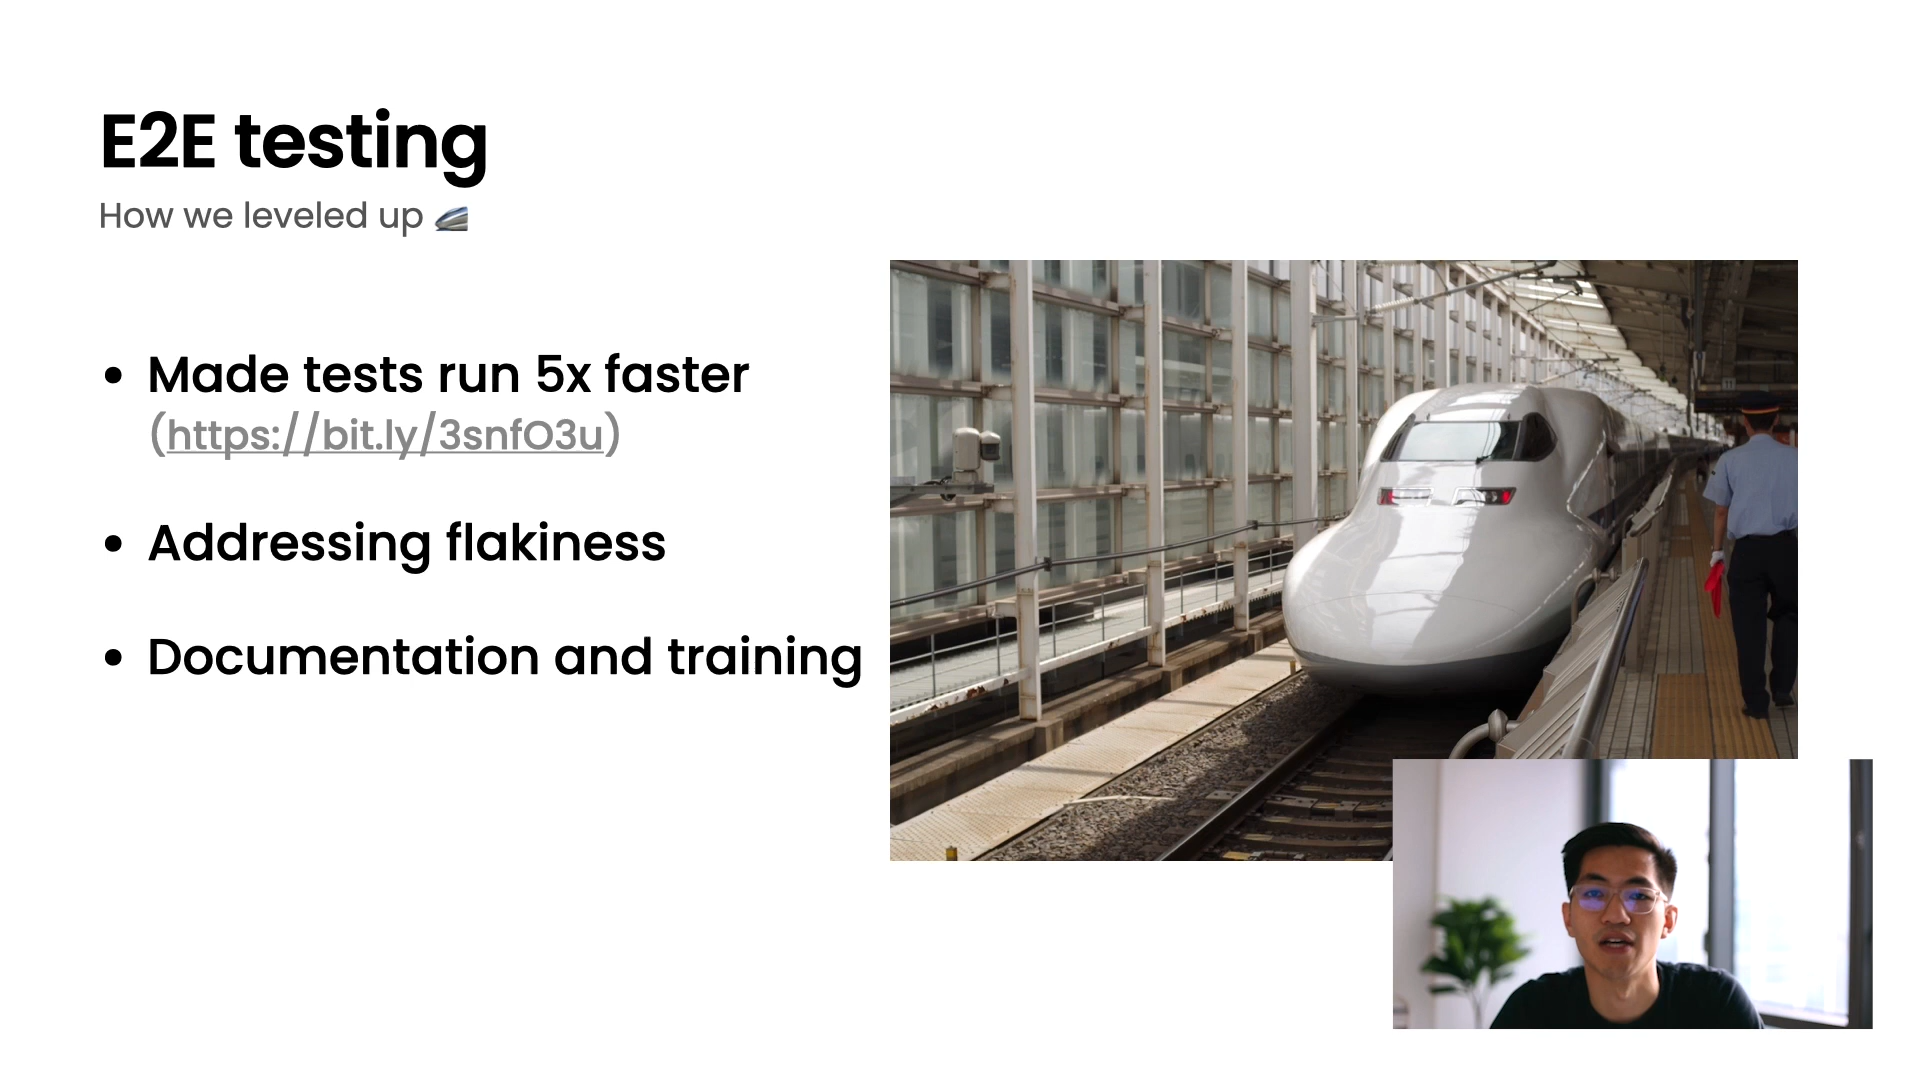 E2E testing
How we leveled up 🚄
• Made tests run 5x faster
(https://bit.ly/3snfO3u)
• Addressing flakiness
• Documentation and training